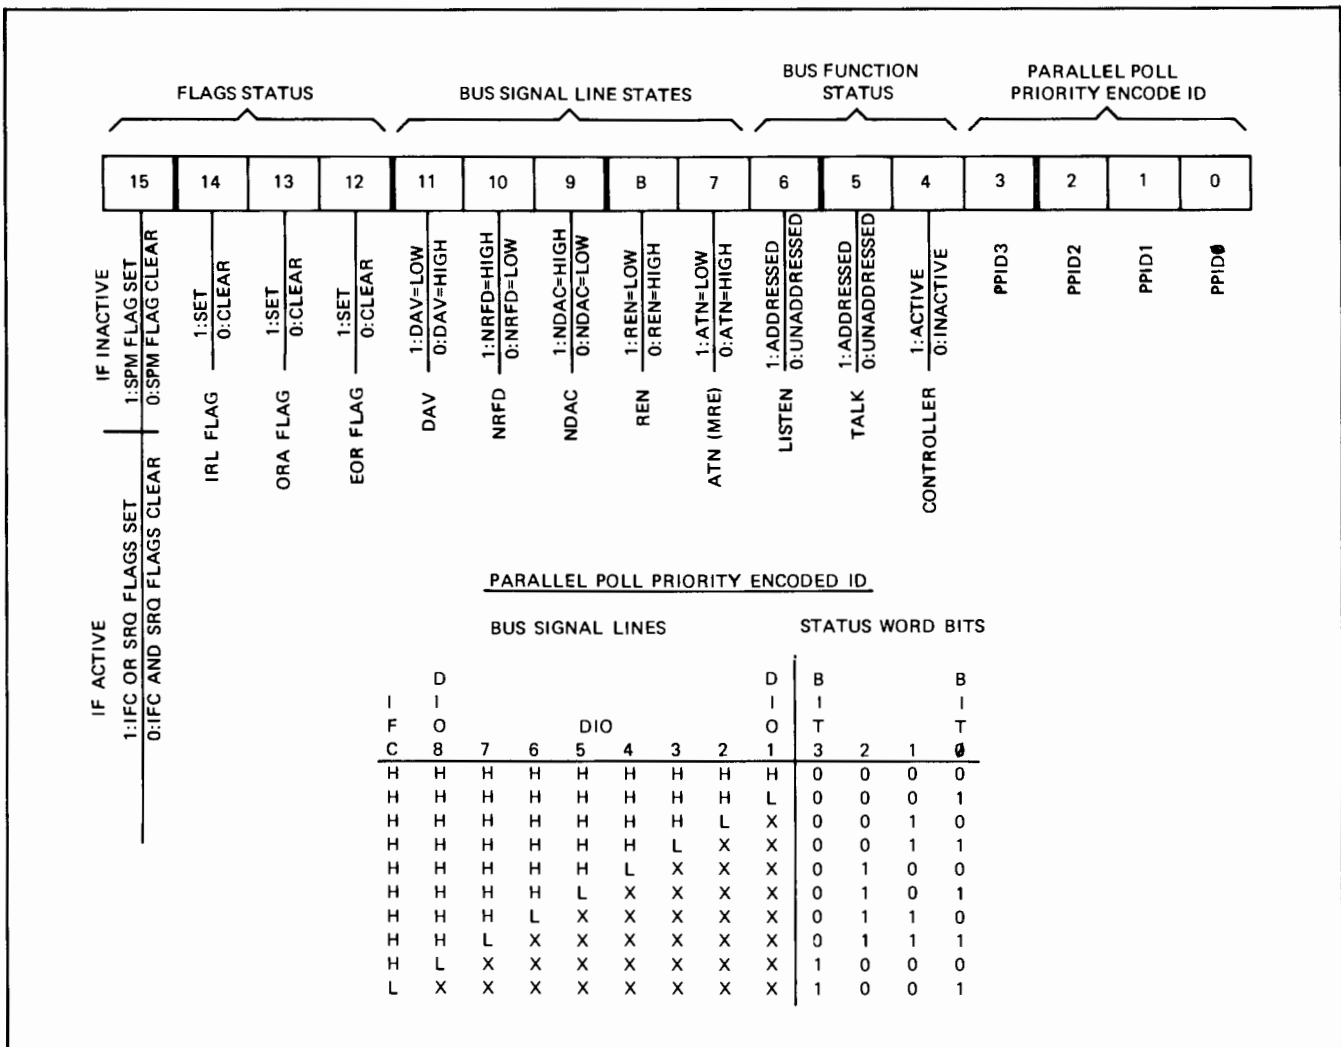 FLAGS STATUS
BUS SIGNAL LINE STATES
BUS FUNCTION
STATUS
PARALLEL POLL
PRIORITY ENCODE ID
15 14 13 12 11 10 9 8 7 6 5 4 3 2 1 0
IF INACTIVE
1:SPM FLAG SET
0:SPM FLAG CLEAR
IF ACTIVE
1:IFC OR SRQ FLAGS SET
0:IFC AND SRQ FLAGS CLEAR
1:SET
0:CLEAR
IRL FLAG
1:SET
0:CLEAR
ORA FLAG
1:SET
0:CLEAR
EOR FLAG
1:DAV=LOW
0:DAV=HIGH
DAV
1:NRFD=HIGH
0:NRFD=LOW
NRFD
1:NDAC=HIGH
0:NDAC=LOW
NDAC
1:REN=LOW
0:REN=HIGH
REN
1:ATN=LOW
0:ATN=HIGH
ATN (MRE)
1:ADDRESSED
0:UNADDRESSED
LISTEN
1:ADDRESSED
0:UNADDRESSED
TALK
1:ACTIVE
0:INACTIVE
CONTROLLER
PPID3
PPID2
PPID1
PPIDØ
PARALLEL POLL PRIORITY ENCODED ID
BUS SIGNAL LINES STATUS WORD BITS
D D B B
I I I I I
F O DIO O T T
C 8 7 6 5 4 3 2 1 3 2 1 Ø
H H H H H H H H H 0 0 0 0
H H H H H H H H L 0 0 0 1
H H H H H H H L X 0 0 1 0
H H H H H H L X X 0 0 1 1
H H H H H L X X X 0 1 0 0
H H H H L X X X X 0 1 0 1
H H H L X X X X X 0 1 1 0
H H L X X X X X X 0 1 1 1
H L X X X X X X X 1 0 0 0
L X X X X X X X X 1 0 0 1